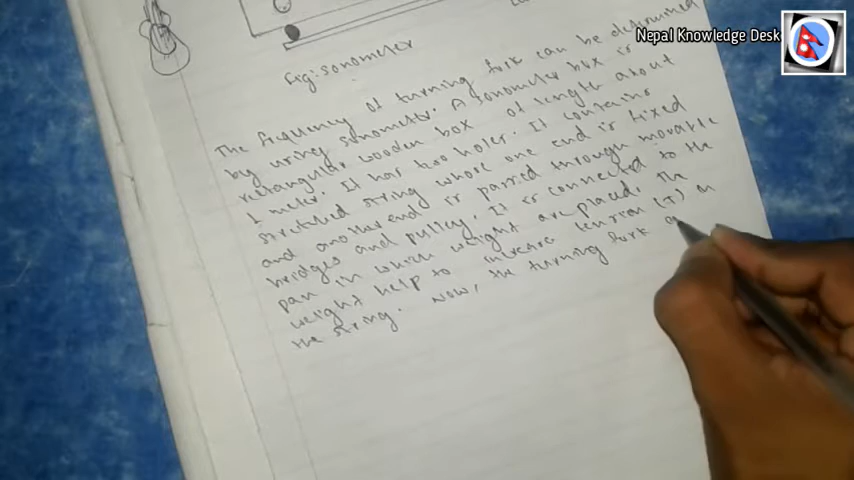 Nepal Knowledge Desk
fig: sonometer
The frequency of turning fork can be determined
by using sonometer. A sonometer box is
rectangular wooden box of length about
1 meter. It has two holes. It contains
stretched string whose one end is fixed
and another end is passed through movable
bridges and pulley. It is connected to the
pan in which weight are placed. The
weight help to increase tension (T) on
the string. Now, the turning fork